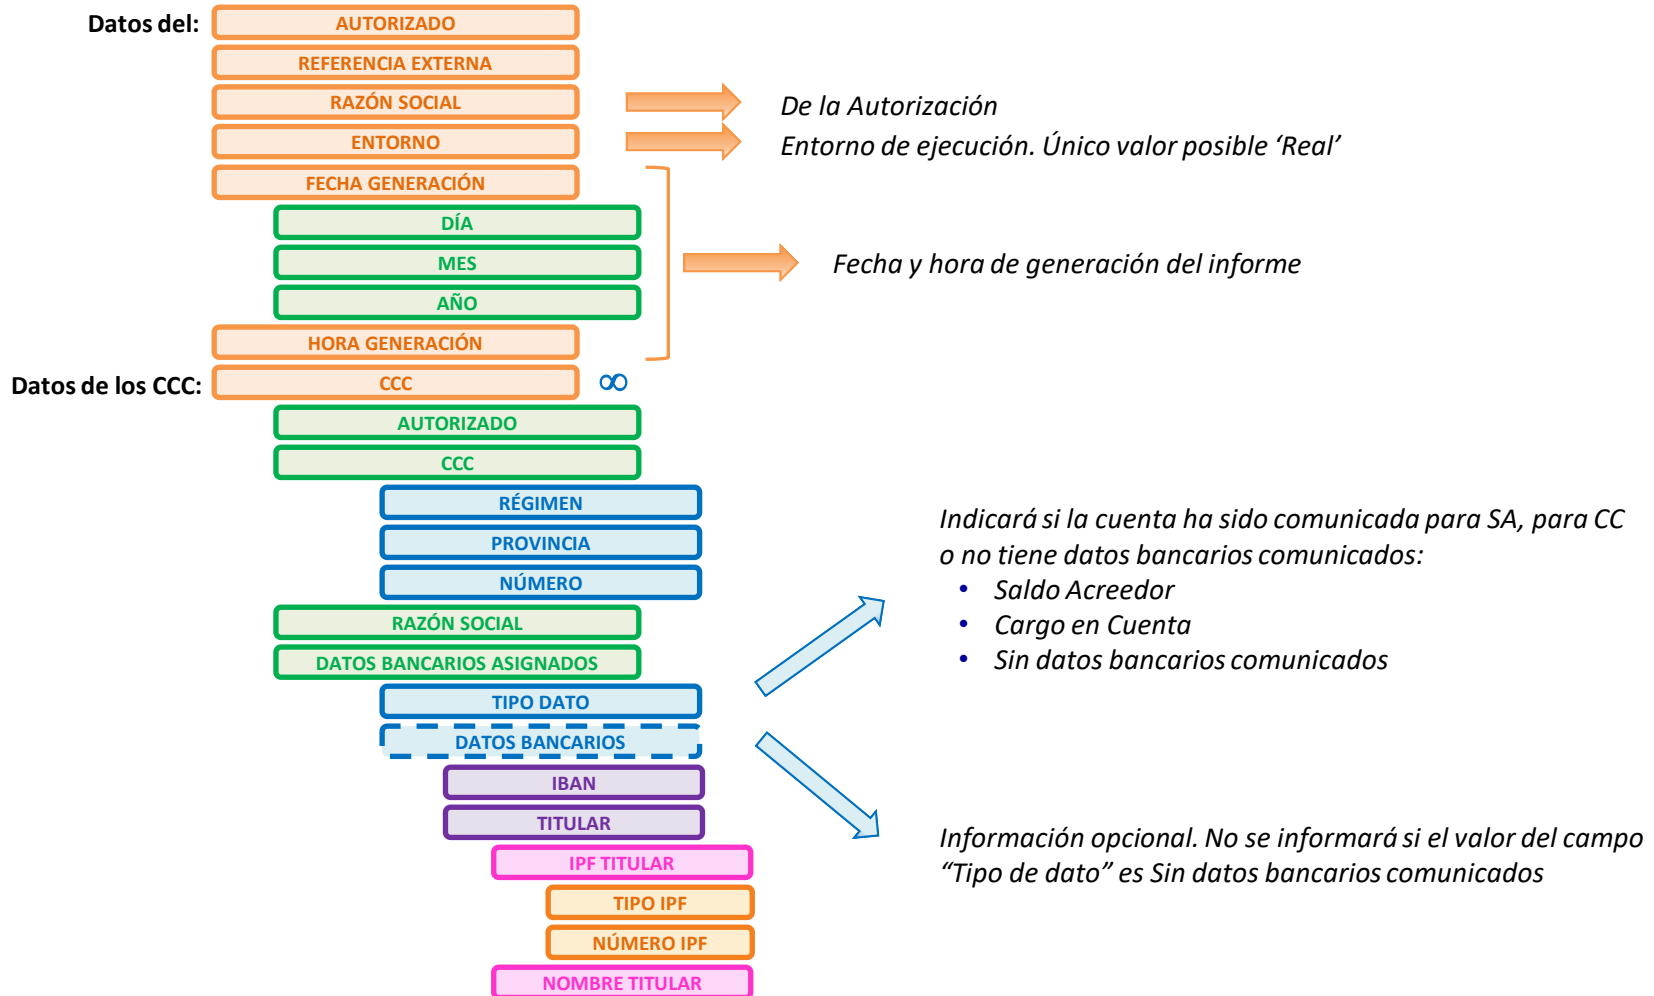 Datos del:
AUTORIZADO
REFERENCIA EXTERNA
RAZÓN SOCIAL
De la Autorización
ENTORNO
Entorno de ejecución. Único valor posible ‘Real’
FECHA GENERACIÓN
DÍA
MES
Fecha y hora de generación del informe
AÑO
HORA GENERACIÓN
Datos de los CCC:
CCC
∞
AUTORIZADO
CCC
RÉGIMEN
PROVINCIA
NÚMERO
RAZÓN SOCIAL
DATOS BANCARIOS ASIGNADOS
TIPO DATO
Indicará si la cuenta ha sido comunicada para SA, para CC
o no tiene datos bancarios comunicados:
• Saldo Acreedor
• Cargo en Cuenta
• Sin datos bancarios comunicados
DATOS BANCARIOS
Información opcional. No se informará si el valor del campo
“Tipo de dato” es Sin datos bancarios comunicados
IBAN
TITULAR
IPF TITULAR
TIPO IPF
NÚMERO IPF
NOMBRE TITULAR